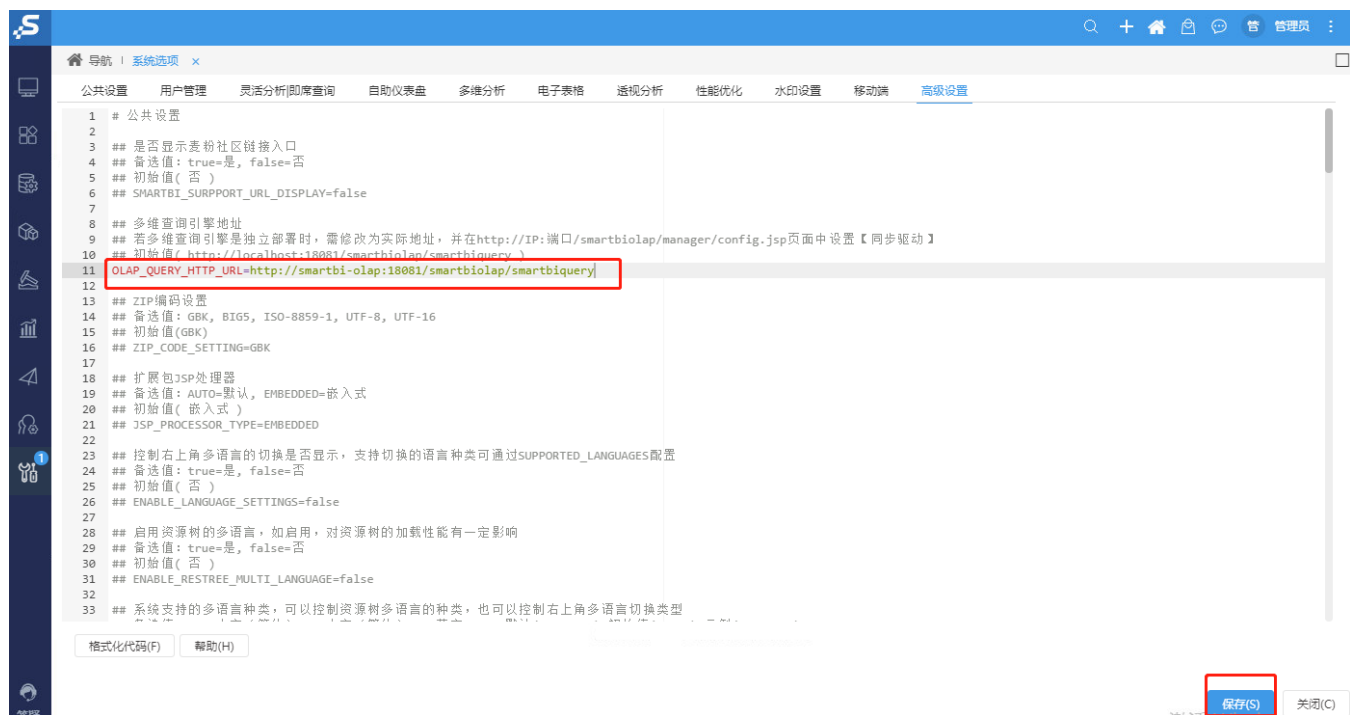 S
管 管理员
导航 系统选项 ×
公共设置 用户管理 灵活分析|即席查询 自助仪表盘 多维分析 电子表格 透视分析 性能优化 水印设置 移动端 高级设置
1 # 公共设置
2
3 ## 是否显示麦粉社区链接入口
4 ## 备选值: true=是, false=否
5 ## 初始值( 否 )
6 ## SMARTBI_SURPPORT_URL_DISPLAY=false
7
8 ## 多维查询引擎地址
9 ## 若多维查询引擎是独立部署时，需修改为实际地址，并在http://IP:端口/smartbiolap/manager/config.jsp页面中设置【同步驱动】
10 ## 初始值( http://localhost:18081/smartbiolap/smartbiquery )
11 OLAP_QUERY_HTTP_URL=http://smartbi-olap:18081/smartbiolap/smartbiquery
12
13 ## ZIP编码设置
14 ## 备选值: GBK, BIG5, ISO-8859-1, UTF-8, UTF-16
15 ## 初始值(GBK)
16 ## ZIP_CODE_SETTING=GBK
17
18 ## 扩展包JSP处理器
19 ## 备选值: AUTO=默认, EMBEDDED=嵌入式
20 ## 初始值( 嵌入式 )
21 ## JSP_PROCESSOR_TYPE=EMBEDDED
22
23 ## 控制右上角多语言的切换是否显示，支持切换的语言种类可通过SUPPORTED_LANGUAGES配置
24 ## 备选值: true=是, false=否
25 ## 初始值( 否 )
26 ## ENABLE_LANGUAGE_SETTINGS=false
27
28 ## 启用资源树的多语言，如启用，对资源树的加载性能有一定影响
29 ## 备选值: true=是, false=否
30 ## 初始值( 否 )
31 ## ENABLE_RESTREE_MULTI_LANGUAGE=false
32
33 ## 系统支持的多语言种类，可以控制资源树多语言的种类，也可以控制右上角多语言切换类型
1
格式化代码(F) 帮助(H)
保存(S) 关闭(C)